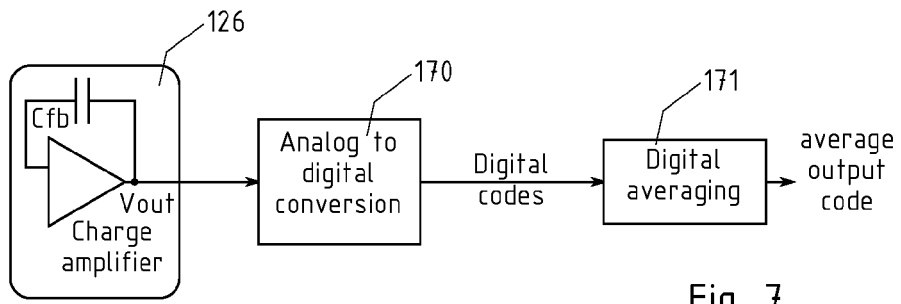 126
170
171
Cfb
Vout
Charge
amplifier
Analog to
digital
conversion
Digital
codes
Digital
averaging
average
output
code
Fig. 7